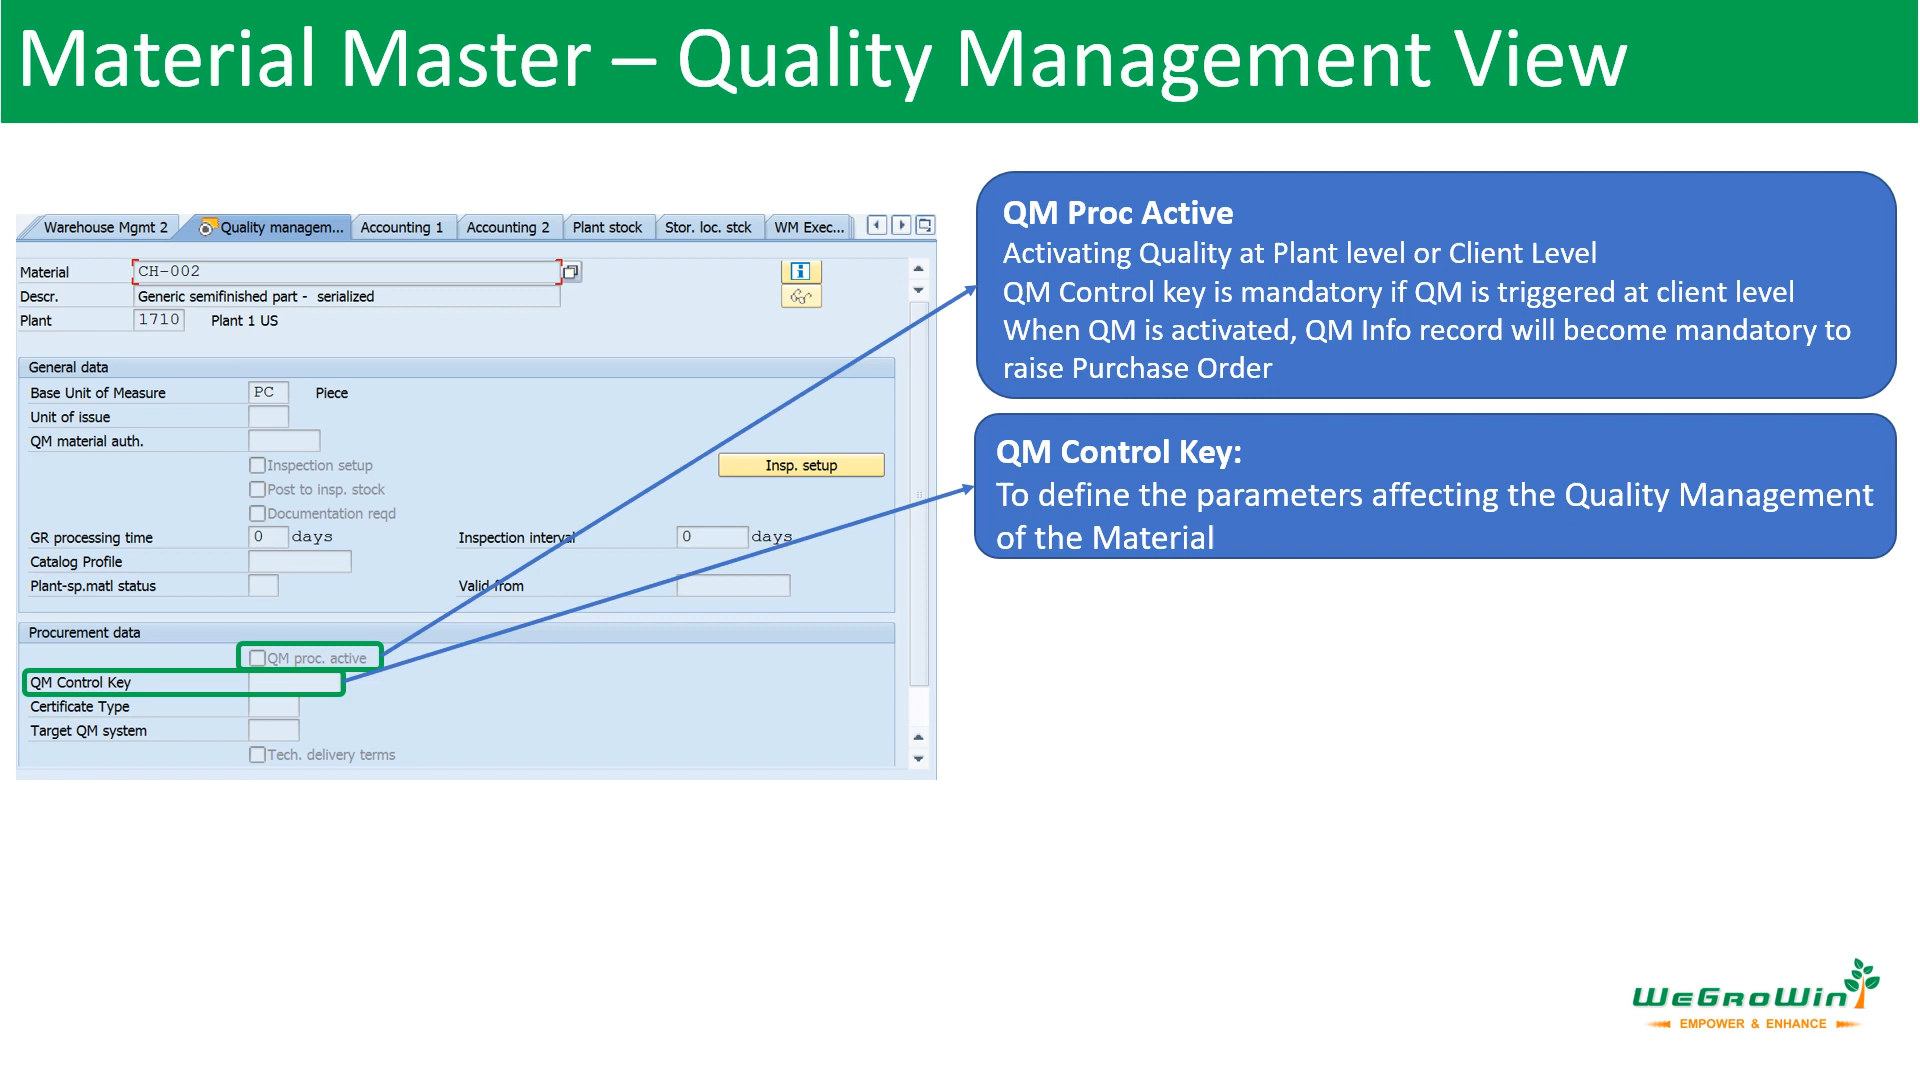 Material Master – Quality Management View
Warehouse Mgmt 2
Quality managem...
Accounting 1
Accounting 2
Plant stock
Stor. loc. stck
WM Exec...
Material
CH-002
Descr.
Generic semifinished part - serialized
Plant
1710
Plant 1 US
General data
Base Unit of Measure
PC
Piece
Unit of issue
QM material auth.
Inspection setup
Insp. setup
Post to insp. stock
Documentation reqd
GR processing time
0
days
Inspection interval
0
days
Catalog Profile
Plant-sp.matl status
Valid from
Procurement data
QM proc. active
QM Control Key
Certificate Type
Target QM system
Tech. delivery terms
QM Proc Active
Activating Quality at Plant level or Client Level
QM Control key is mandatory if QM is triggered at client level
When QM is activated, QM Info record will become mandatory to
raise Purchase Order
QM Control Key:
To define the parameters affecting the Quality Management
of the Material
WeGroWin
EMPOWER & ENHANCE